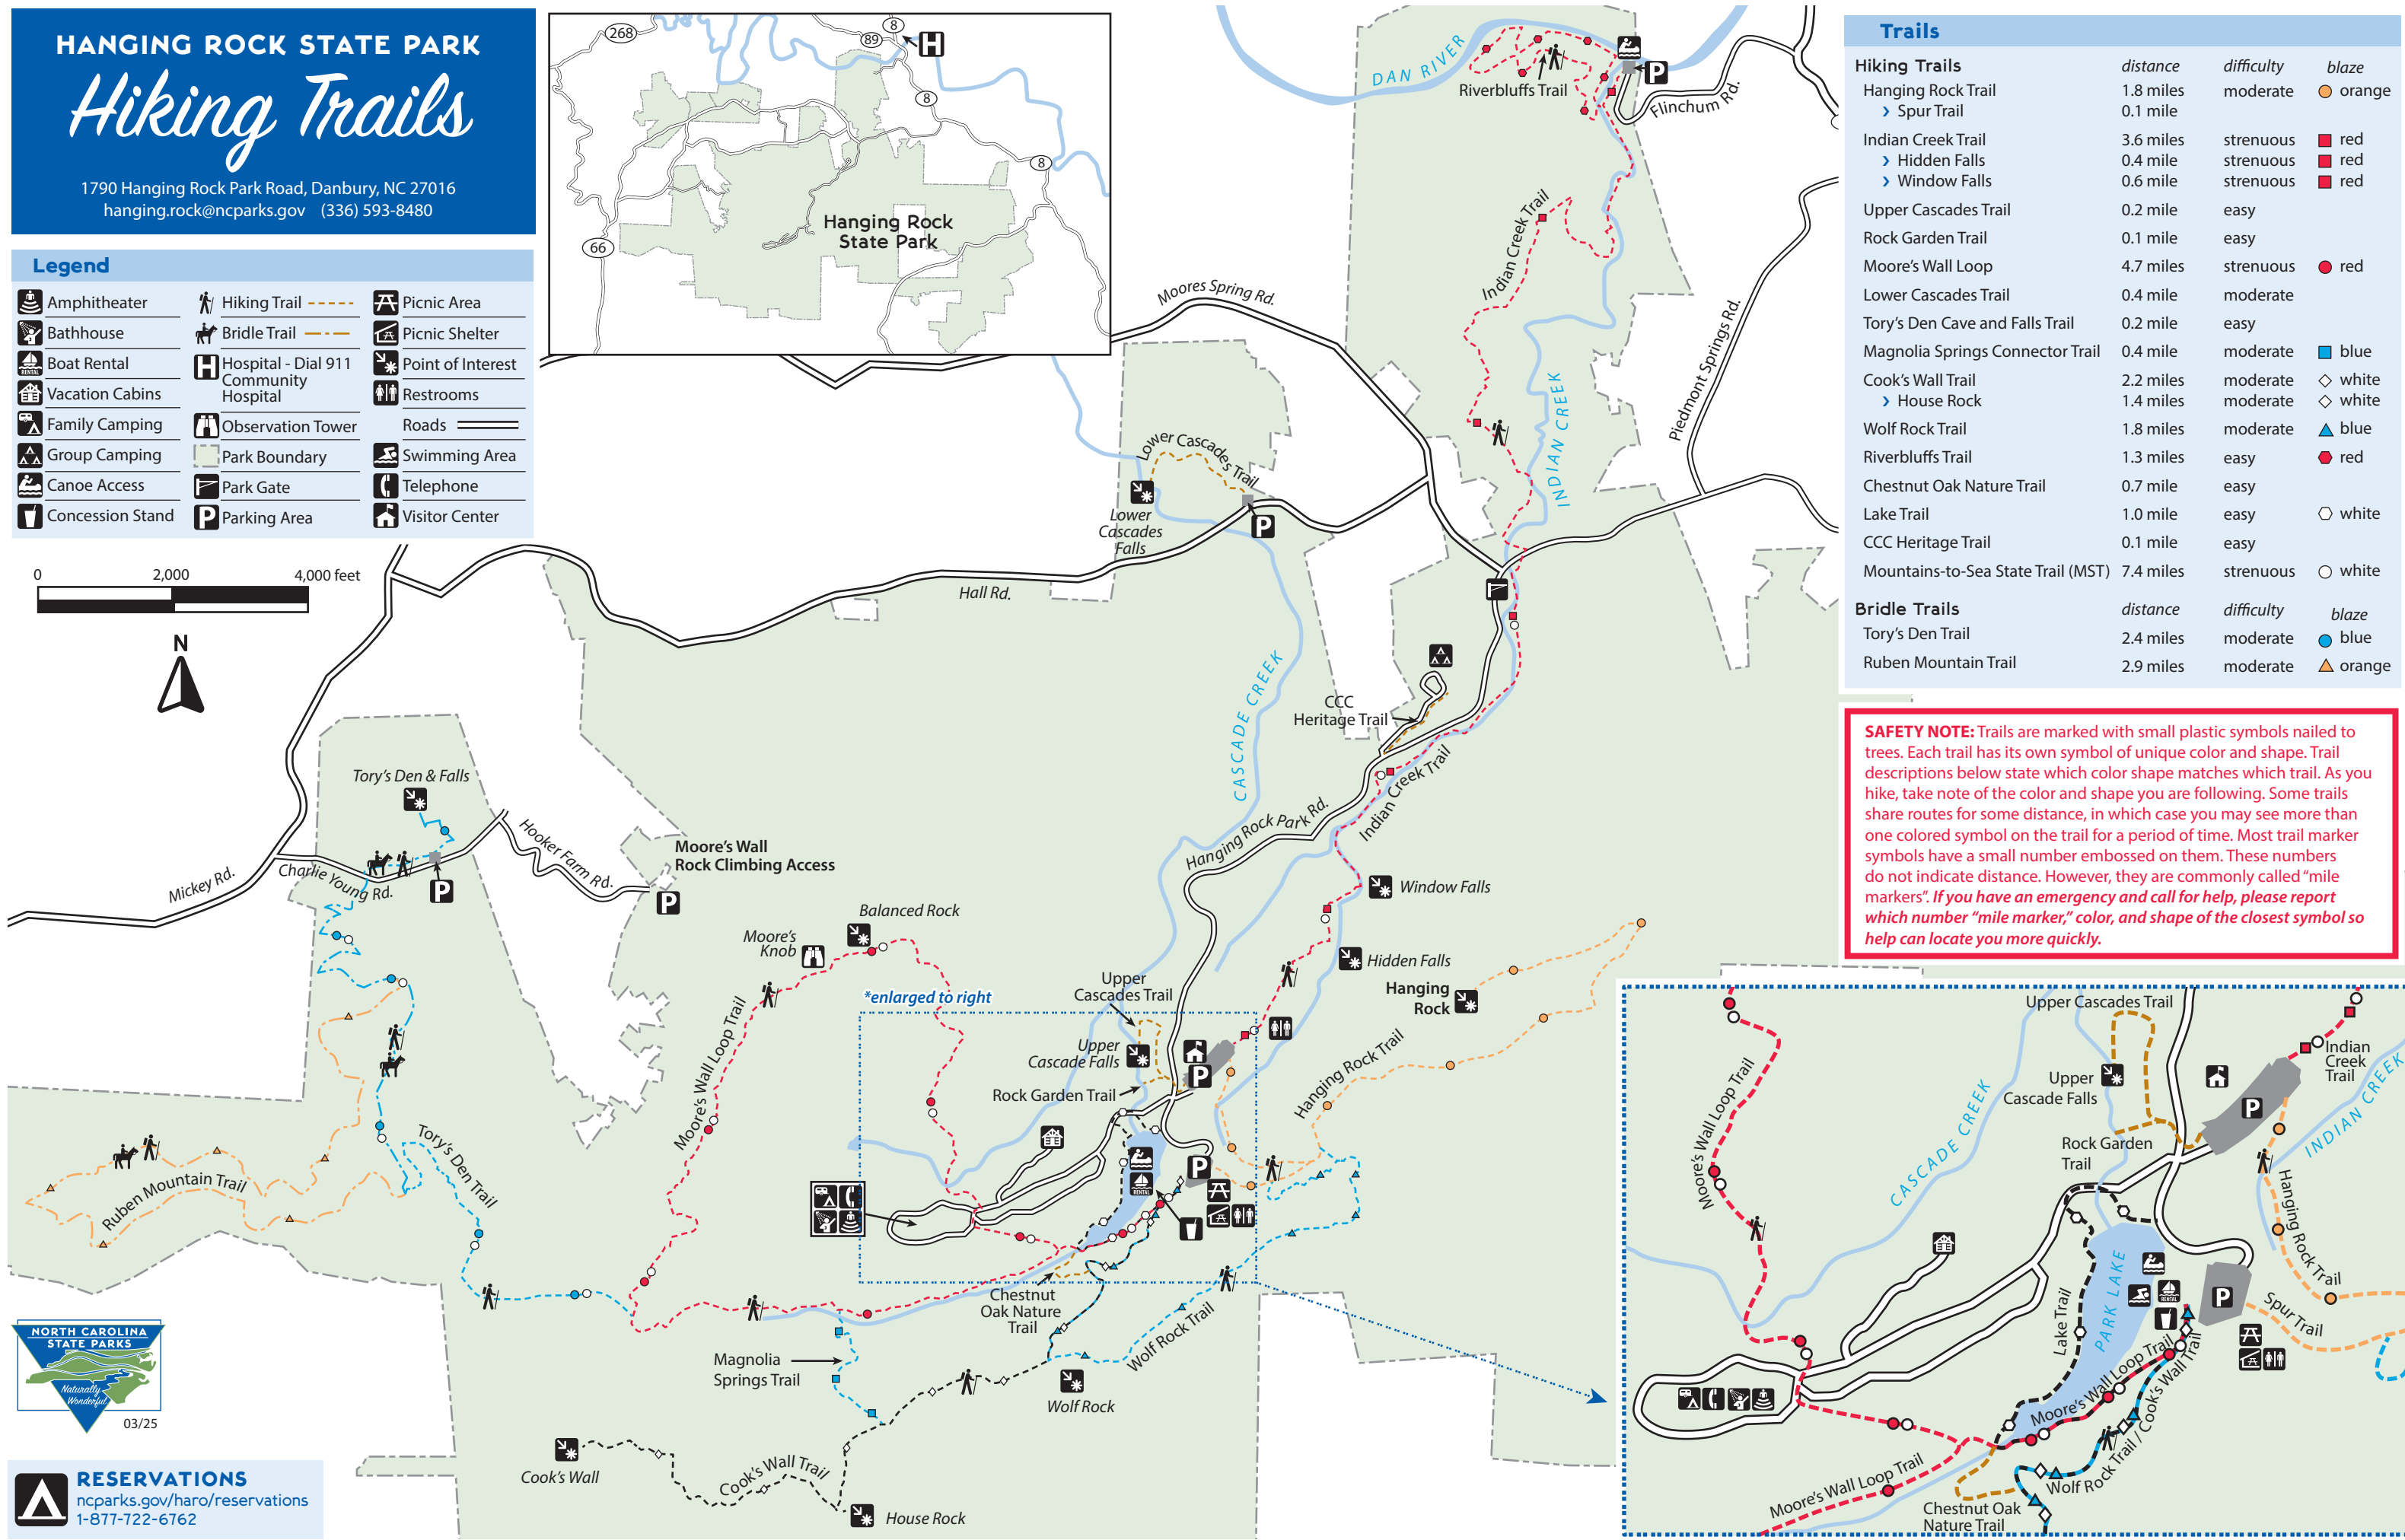 HANGING ROCK STATE PARK
Hiking Trails
1790 Hanging Rock Park Road, Danbury, NC 27016
hanging.rock@ncparks.gov (336) 593-8480
Legend
Amphitheater
Bathhouse
Boat Rental
Vacation Cabins
Family Camping
Group Camping
Canoe Access
Concession Stand
Hiking Trail
Bridle Trail
H
Hospital - Dial 911
Community
Hospital
Observation Tower
Park Boundary
Park Gate
P
Parking Area
Picnic Area
Picnic Shelter
Point of Interest
Restrooms
Roads
Swimming Area
Telephone
Visitor Center
0 2,000 4,000 feet
N
268
8
89
H
8
8
66
Hanging Rock
State Park
DAN RIVER
Riverbluffs Trail
P
Flinchum Rd.
Indian Creek Trail
INDIAN CREEK
Piedmont Springs Rd.
Moores Spring Rd.
Lower Cascades Trail
Lower
Cascades
Falls
P
Hall Rd.
CASCADE CREEK
CCC
Heritage Trail
Indian Creek Trail
Hanging Rock Park Rd.
Window Falls
Hidden Falls
Hanging
Rock
Hanging Rock Trail
Tory's Den & Falls
Hooker Farm Rd.
Moore's Wall
Rock Climbing Access
P
Charlie Young Rd.
P
Mickey Rd.
Balanced Rock
Moore's
Knob
*enlarged to right
Upper
Cascades Trail
Upper
Cascade Falls
P
Rock Garden Trail
Moore's Wall Loop Trail
Tory's Den Trail
Ruben Mountain Trail
P
RENTAL
Chestnut
Oak Nature
Trail
Wolf Rock Trail
Magnolia
Springs Trail
Wolf Rock
Cook's Wall
Cook's Wall Trail
House Rock
NORTH CAROLINA
STATE PARKS
Naturally
Wonderful
03/25
RESERVATIONS
ncparks.gov/haro/reservations
1-877-722-6762
Trails
Hiking Trails distance difficulty blaze
Hanging Rock Trail 1.8 miles moderate orange
› Spur Trail 0.1 mile
Indian Creek Trail 3.6 miles strenuous red
› Hidden Falls 0.4 mile strenuous red
› Window Falls 0.6 mile strenuous red
Upper Cascades Trail 0.2 mile easy
Rock Garden Trail 0.1 mile easy
Moore's Wall Loop 4.7 miles strenuous red
Lower Cascades Trail 0.4 mile moderate
Tory's Den Cave and Falls Trail 0.2 mile easy
Magnolia Springs Connector Trail 0.4 mile moderate blue
Cook's Wall Trail 2.2 miles moderate white
› House Rock 1.4 miles moderate white
Wolf Rock Trail 1.8 miles moderate blue
Riverbluffs Trail 1.3 miles easy red
Chestnut Oak Nature Trail 0.7 mile easy
Lake Trail 1.0 mile easy white
CCC Heritage Trail 0.1 mile easy
Mountains-to-Sea State Trail (MST) 7.4 miles strenuous white
Bridle Trails distance difficulty blaze
Tory's Den Trail 2.4 miles moderate blue
Ruben Mountain Trail 2.9 miles moderate orange
SAFETY NOTE: Trails are marked with small plastic symbols nailed to
trees. Each trail has its own symbol of unique color and shape. Trail
descriptions below state which color shape matches which trail. As you
hike, take note of the color and shape you are following. Some trails
share routes for some distance, in which case you may see more than
one colored symbol on the trail for a period of time. Most trail marker
symbols have a small number embossed on them. These numbers
do not indicate distance. However, they are commonly called "mile
markers". If you have an emergency and call for help, please report
which number "mile marker," color, and shape of the closest symbol so
help can locate you more quickly.
Upper Cascades Trail
Indian
Creek
Trail
INDIAN CREEK
Upper
Cascade Falls
P
Rock Garden
Trail
Moore's Wall Loop Trail
CASCADE CREEK
Hanging Rock Trail
PARK LAKE
Lake Trail
RENTAL
P
Spur Trail
Moore's Wall Loop Trail
Wolf Rock Trail / Cook's Wall Trail
Moore's Wall Loop Trail
Chestnut Oak
Nature Trail